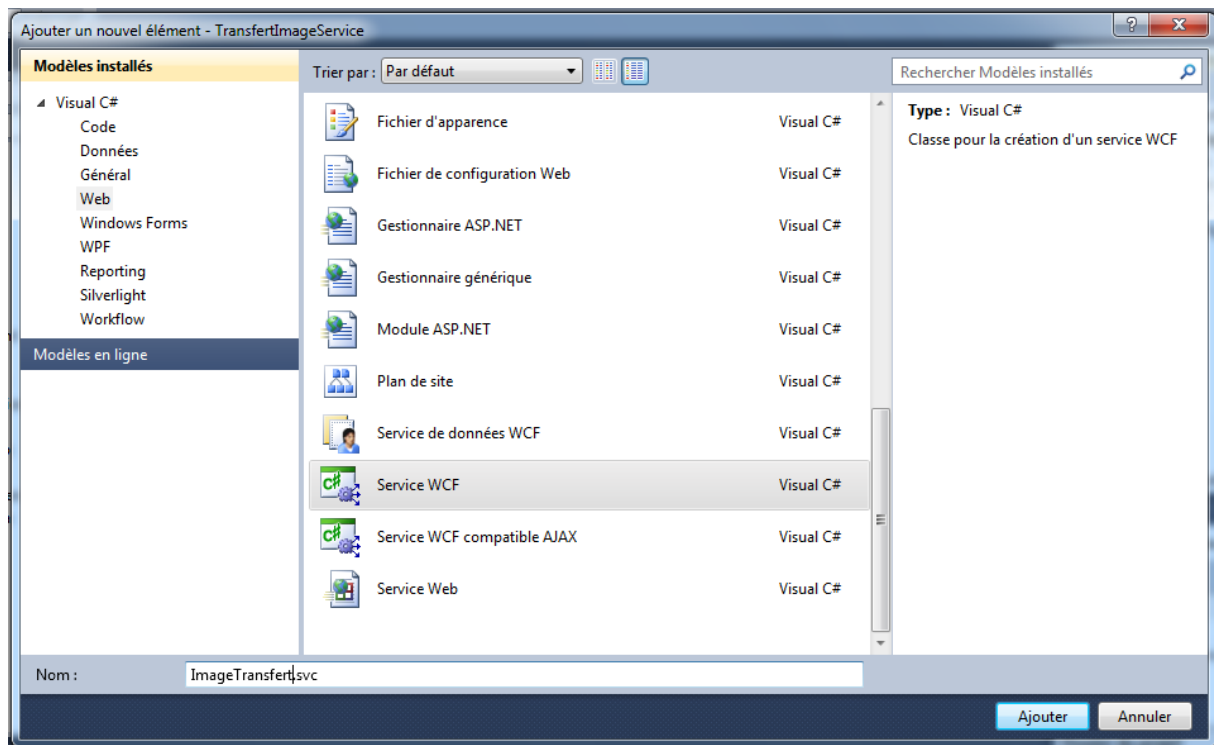 Ajouter un nouvel élément - TransfertImageService
Modèles installés
Visual C#
Code
Données
Général
Web
Windows Forms
WPF
Reporting
Silverlight
Workflow
Modèles en ligne
Trier par : Par défaut
Fichier d'apparence Visual C#
Fichier de configuration Web Visual C#
Gestionnaire ASP.NET Visual C#
Gestionnaire générique Visual C#
Module ASP.NET Visual C#
Plan de site Visual C#
Service de données WCF Visual C#
Service WCF Visual C#
Service WCF compatible AJAX Visual C#
Service Web Visual C#
Rechercher Modèles installés
Type : Visual C#
Classe pour la création d'un service WCF
Nom : ImageTransfert.svc
Ajouter Annuler